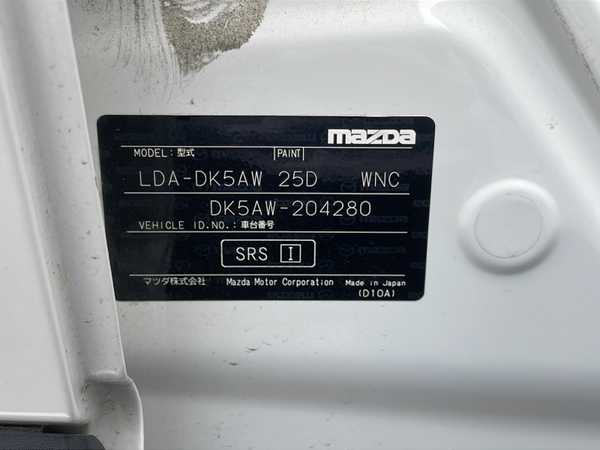 mazda
MODEL: 型式 PAINT
LDA-DK5AW 25D WNC
DK5AW-204280
VEHICLE ID.NO.: 車台番号
SRS I
マツダ株式会社 Mazda Motor Corporation Made in Japan
(D10A)